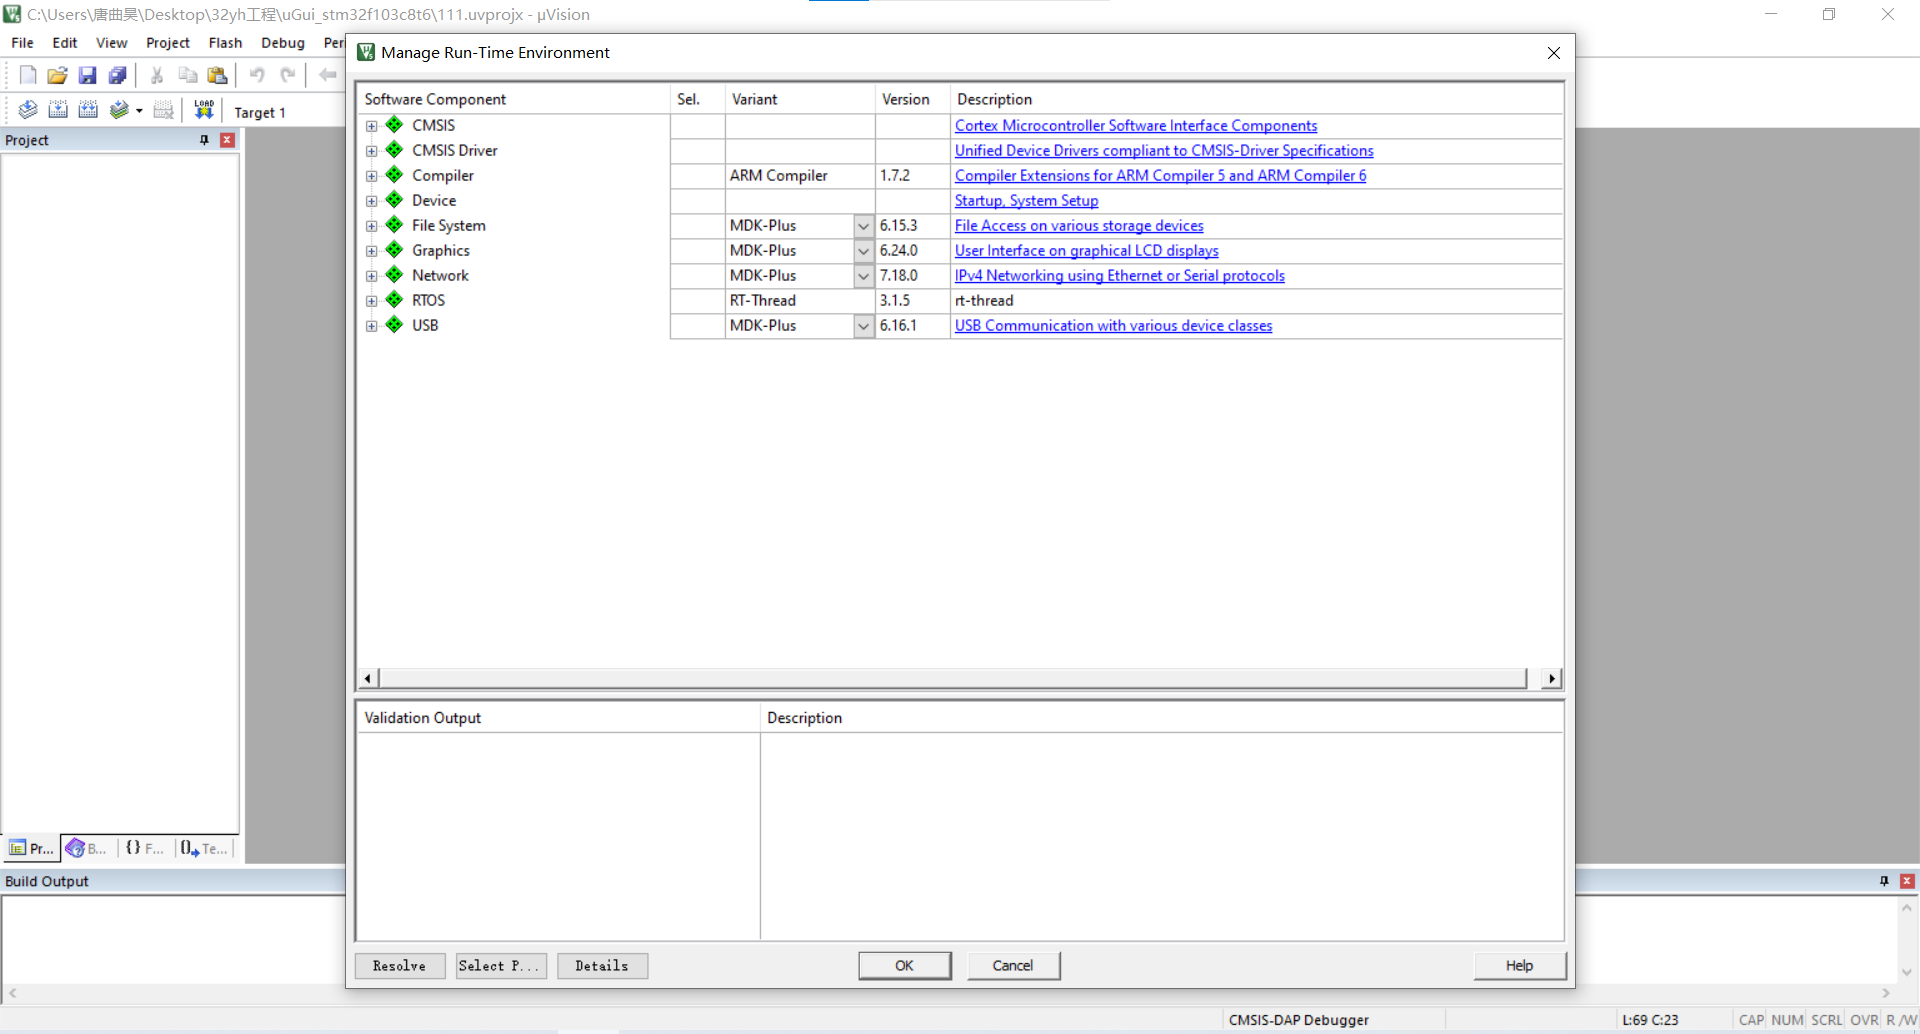 C:\Users\唐曲昊\Desktop\32yh工程\uGui_stm32f103c8t6\111.uvprojx - µVision
File Edit View Project Flash Debug Peri
Manage Run-Time Environment
LOAD
Target 1
Project
Software Component Sel. Variant Version Description
CMSIS Cortex Microcontroller Software Interface Components
CMSIS Driver Unified Device Drivers compliant to CMSIS-Driver Specifications
Compiler ARM Compiler 1.7.2 Compiler Extensions for ARM Compiler 5 and ARM Compiler 6
Device Startup, System Setup
File System MDK-Plus 6.15.3 File Access on various storage devices
Graphics MDK-Plus 6.24.0 User Interface on graphical LCD displays
Network MDK-Plus 7.18.0 IPv4 Networking using Ethernet or Serial protocols
RTOS RT-Thread 3.1.5 rt-thread
USB MDK-Plus 6.16.1 USB Communication with various device classes
Validation Output Description
Pr... B... {} F... Te...
Build Output
Resolve Select P... Details OK Cancel Help
CMSIS-DAP Debugger L:69 C:23 CAP NUM SCRL OVR R/W